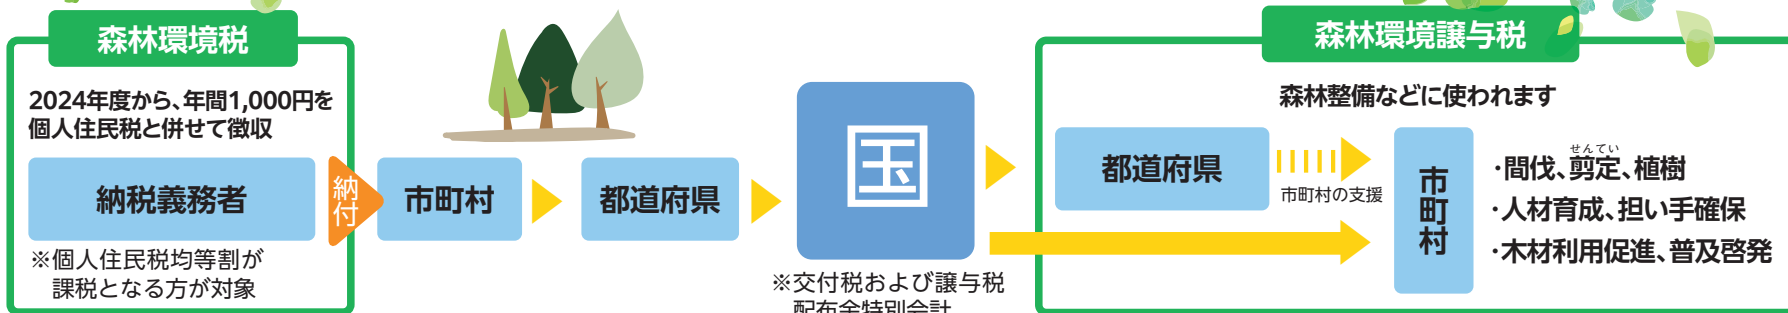 森林環境税
2024年度から、年間1,000円を
個人住民税と併せて徴収
納税義務者
納付
市町村
都道府県
※個人住民税均等割が
課税となる方が対象
国
※交付税および譲与税
配布金特別会計
森林環境譲与税
森林整備などに使われます
都道府県
市町村の支援
市町村
せんてい
・間伐、剪定、植樹
・人材育成、担い手確保
・木材利用促進、普及啓発